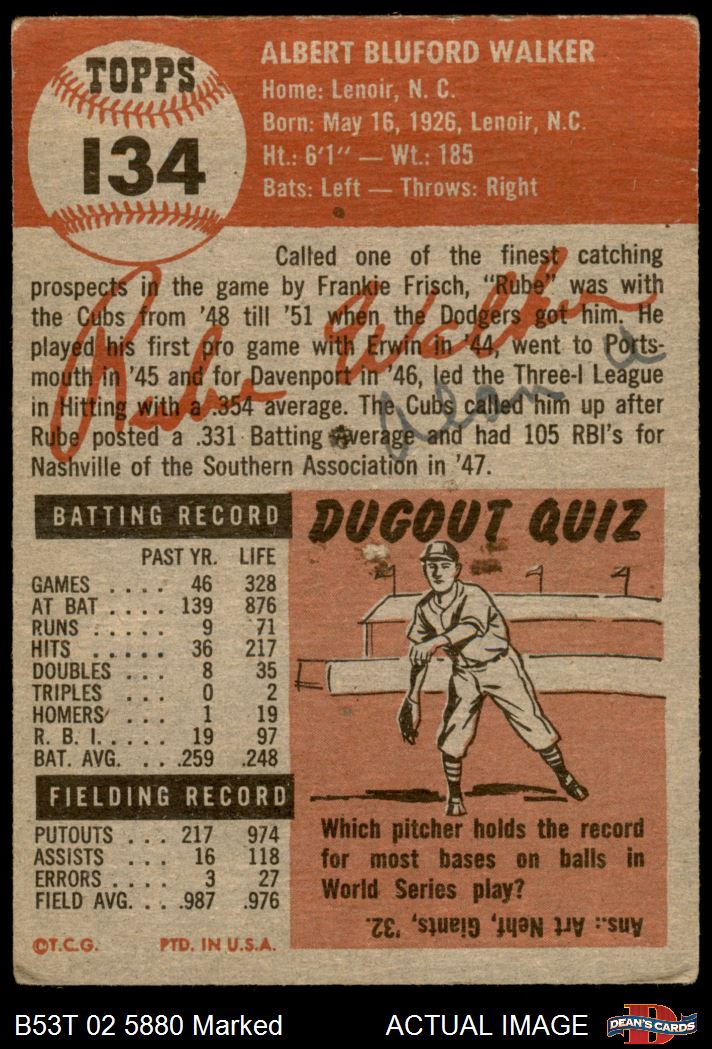 TOPPS
134
ALBERT BLUFORD WALKER
Home: Lenoir, N. C.
Born: May 16, 1926, Lenoir, N.C.
Ht.: 6'1" — Wt.: 185
Bats: Left — Throws: Right
Called one of the finest catching
prospects in the game by Frankie Frisch, "Rube" was with
the Cubs from '48 till '51 when the Dodgers got him. He
played his first pro game with Erwin in '44, went to Ports-
mouth in '45 and for Davenport in '46, led the Three-I League
in Hitting with a .354 average. The Cubs called him up after
Rube posted a .331 Batting Average and had 105 RBI's for
Nashville of the Southern Association in '47.
Rube Walker
BATTING RECORD
PAST YR. LIFE
GAMES . . . . 46 328
AT BAT . . . . 139 876
RUNS . . . . . 9 71
HITS . . . . . 36 217
DOUBLES . . . 8 35
TRIPLES . . . 0 2
HOMERS . . . 1 19
R. B. I. . . . . 19 97
BAT. AVG. . . .259 .248
FIELDING RECORD
PUTOUTS . . . 217 974
ASSISTS . . . 16 118
ERRORS . . . . 3 27
FIELD AVG. . . .987 .976
©T.C.G. PTD. IN U.S.A.
DUGOUT QUIZ
Which pitcher holds the record
for most bases on balls in
World Series play?
Ans.: Art Nehf, Giants, '32.
B53T 02 5880 Marked ACTUAL IMAGE
DEAN'S CARDS